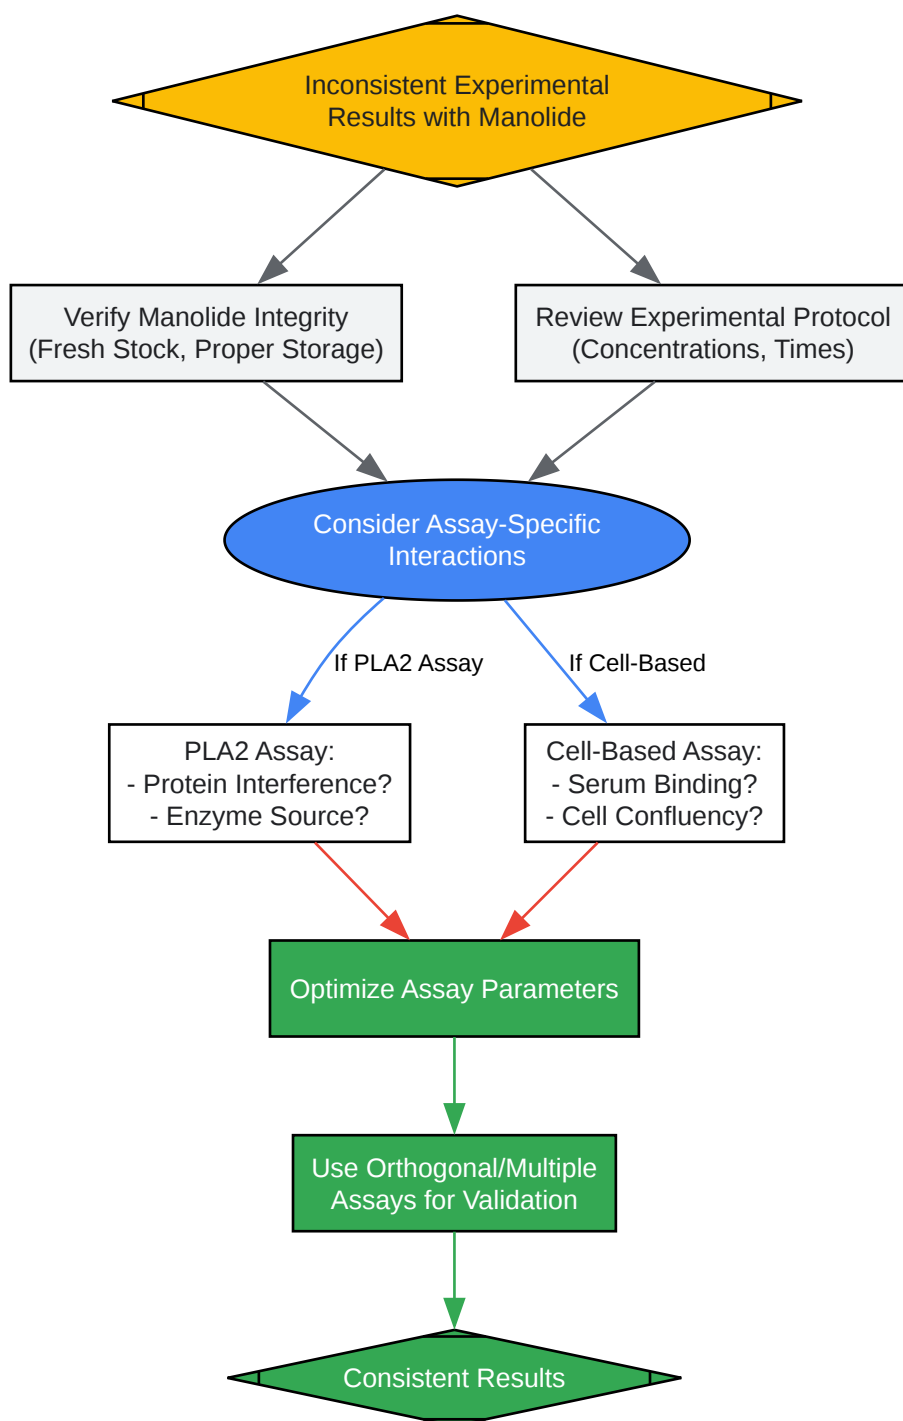 Inconsistent Experimental
Results with Manolide
Verify Manolide Integrity
(Fresh Stock, Proper Storage)
Review Experimental Protocol
(Concentrations, Times)
Consider Assay-Specific
Interactions
If PLA2 Assay
If Cell-Based
PLA2 Assay:
- Protein Interference?
- Enzyme Source?
Cell-Based Assay:
- Serum Binding?
- Cell Confluency?
Optimize Assay Parameters
Use Orthogonal/Multiple
Assays for Validation
Consistent Results